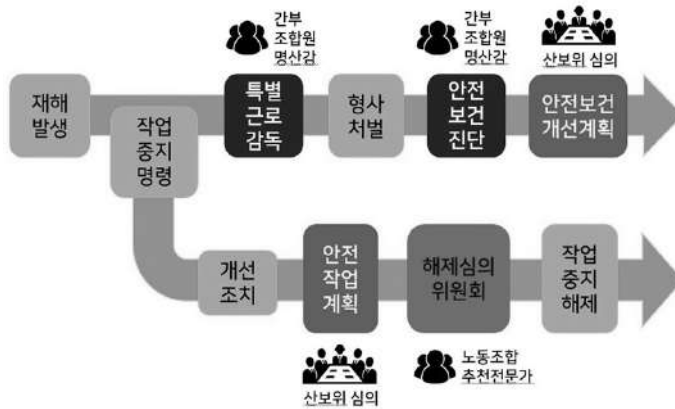 간부
조합원
명산감
간부
조합원
명산감
산보위 심의
재해
발생
작업
중지
명령
특별
근로
감독
형사
처벌
안전
보건
진단
안전보건
개선계획
개선
조치
안전
작업
계획
해제심의
위원회
작업
중지
해제
산보위 심의
노동조합
추천전문가